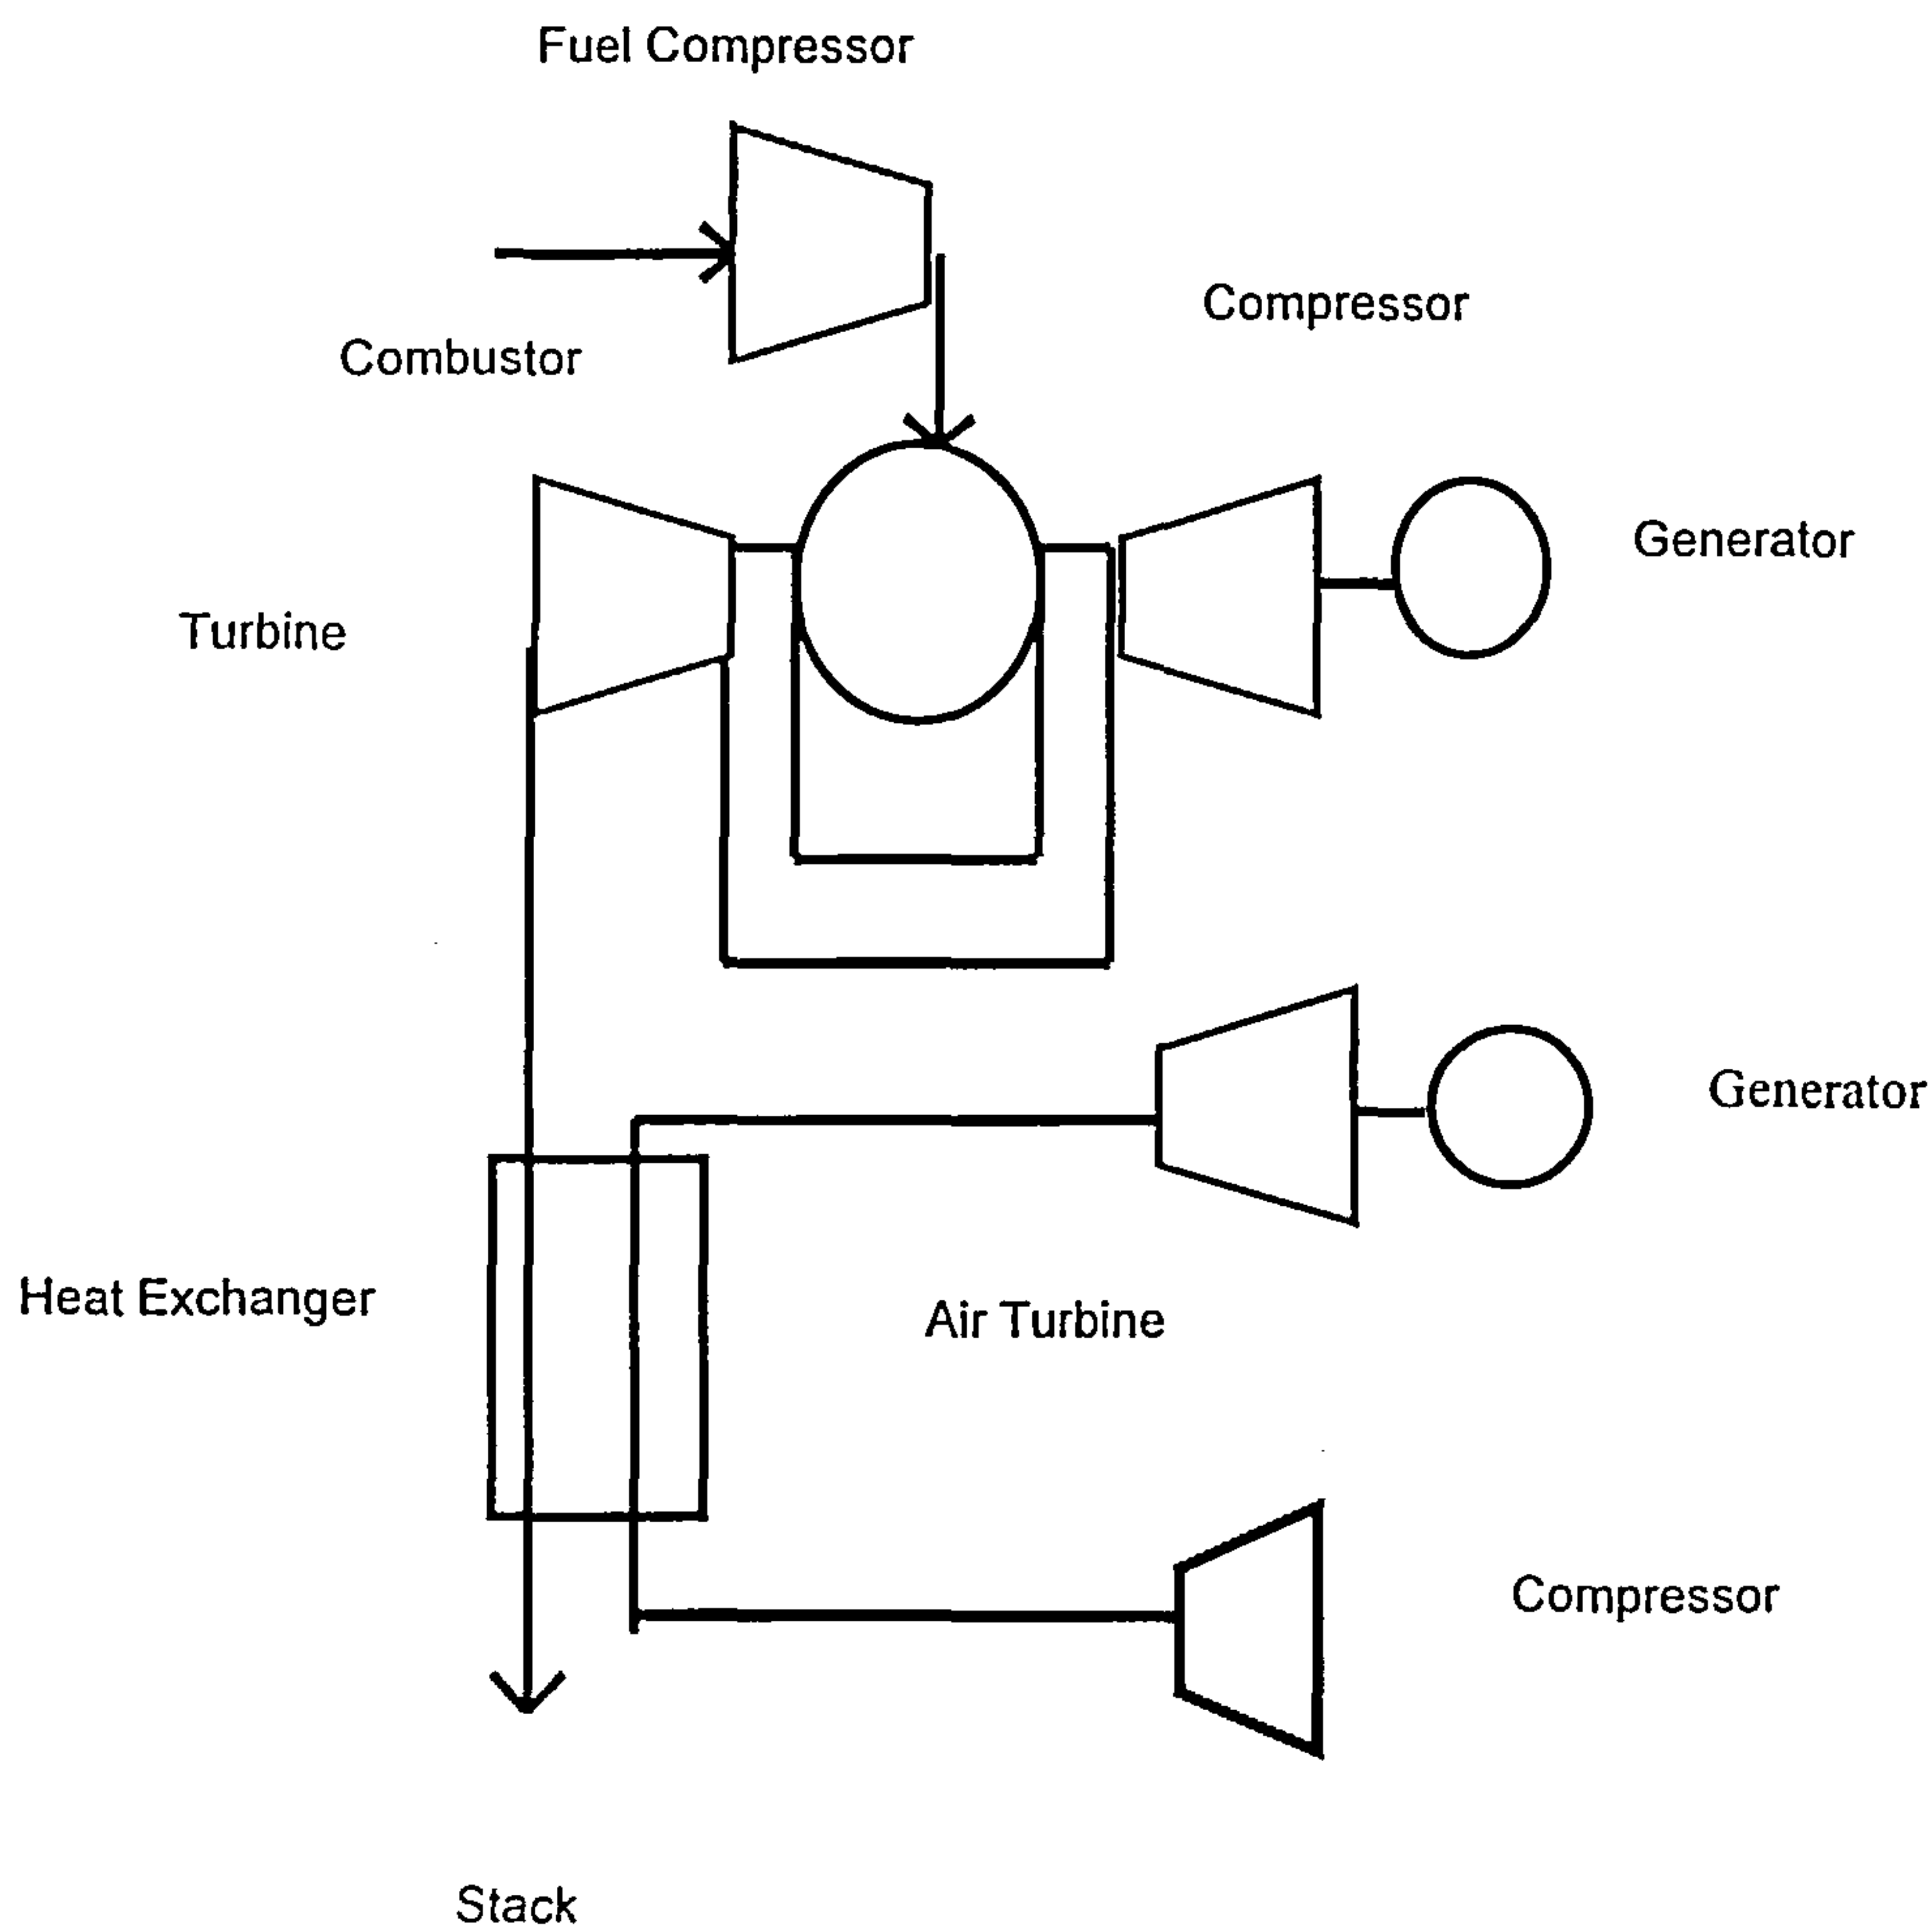 Fuel Compressor
Compressor
Combustor
Generator
Turbine
Generator
Heat Exchanger
Air Turbine
Compressor
Stack